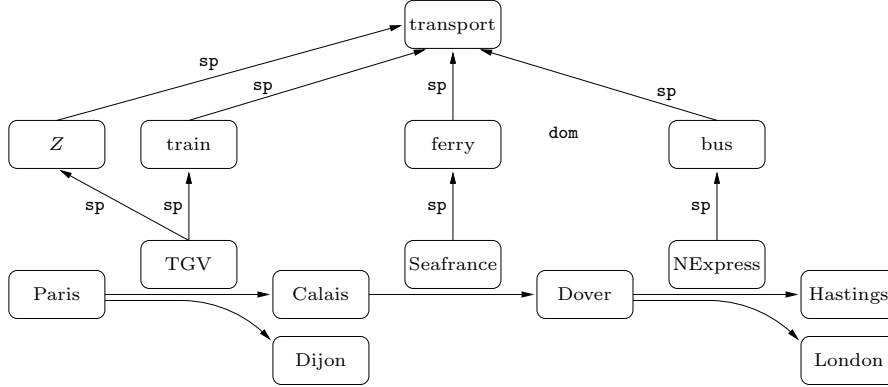 transport
sp
sp
sp
sp
Z
train
ferry
dom
bus
sp
sp
sp
sp
TGV
Seafrance
NExpress
Paris
Calais
Dover
Hastings
Dijon
London